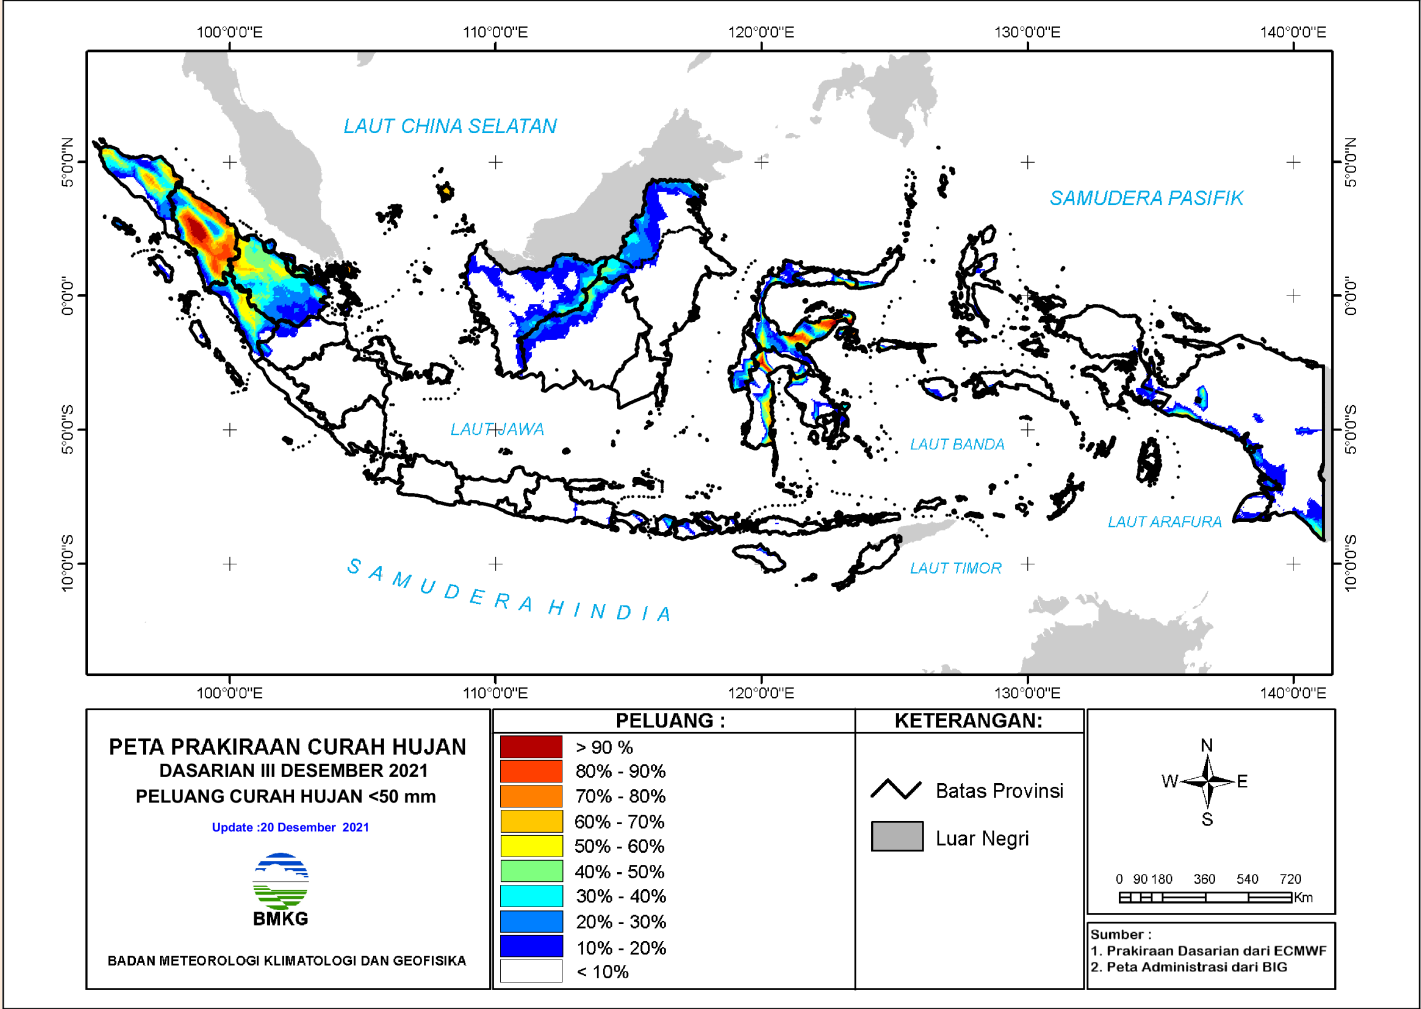 100°0'0"E 110°0'0"E 120°0'0"E 130°0'0"E 140°0'0"E
5°0'0"N
0°0'0"
5°0'0"S
10°0'0"S
LAUT CHINA SELATAN
SAMUDERA PASIFIK
LAUT JAWA
LAUT BANDA
LAUT ARAFURA
LAUT TIMOR
SAMUDERA HINDIA
5°0'0"N
0°0'0"
5°0'0"S
10°0'0"S
100°0'0"E 110°0'0"E 120°0'0"E 130°0'0"E 140°0'0"E
PETA PRAKIRAAN CURAH HUJAN
DASARIAN III DESEMBER 2021
PELUANG CURAH HUJAN <50 mm
Update :20 Desember 2021
BMKG
BADAN METEOROLOGI KLIMATOLOGI DAN GEOFISIKA
PELUANG :
> 90 %
80% - 90%
70% - 80%
60% - 70%
50% - 60%
40% - 50%
30% - 40%
20% - 30%
10% - 20%
< 10%
KETERANGAN:
Batas Provinsi
Luar Negri
N
W E
S
0 90 180 360 540 720
Km
Sumber :
1. Prakiraan Dasarian dari ECMWF
2. Peta Administrasi dari BIG